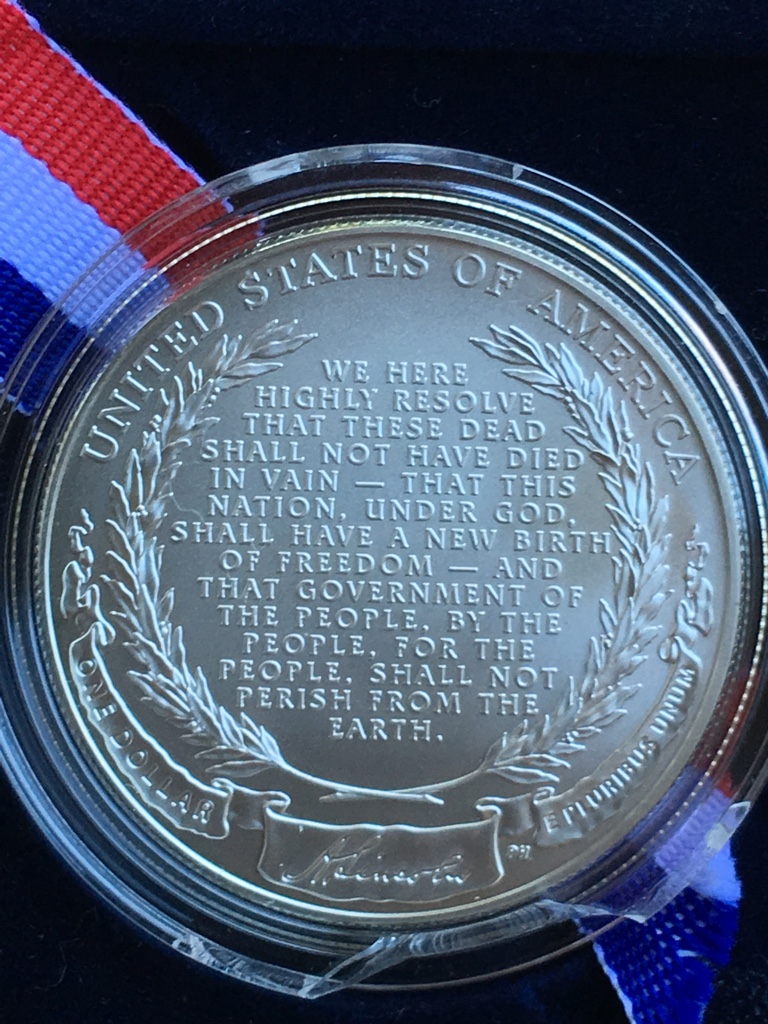 UNITED STATES OF AMERICA
WE HERE
HIGHLY RESOLVE
THAT THESE DEAD
SHALL NOT HAVE DIED
IN VAIN — THAT THIS
NATION, UNDER GOD,
SHALL HAVE A NEW BIRTH
OF FREEDOM — AND
THAT GOVERNMENT OF
THE PEOPLE, BY THE
PEOPLE, FOR THE
PEOPLE, SHALL NOT
PERISH FROM THE
EARTH.
ONE DOLLAR
A. Lincoln
PH
E PLURIBUS UNUM